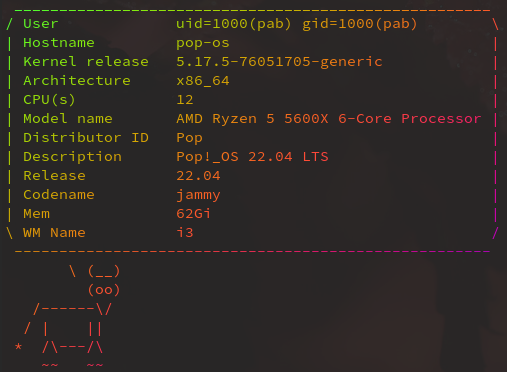 _____________________________________________________
/ User             uid=1000(pab) gid=1000(pab)        \
| Hostname         pop-os                             |
| Kernel release   5.17.5-76051705-generic            |
| Architecture     x86_64                             |
| CPU(s)           12                                 |
| Model name       AMD Ryzen 5 5600X 6-Core Processor |
| Distributor ID   Pop                                |
| Description      Pop!_OS 22.04 LTS                  |
| Release          22.04                              |
| Codename         jammy                              |
| Mem              62Gi                               |
\ WM Name          i3                                 /
 -----------------------------------------------------
       \ (__)
         (oo)
   /------\/
  / |    ||
 *  /\---/\
    ~~   ~~